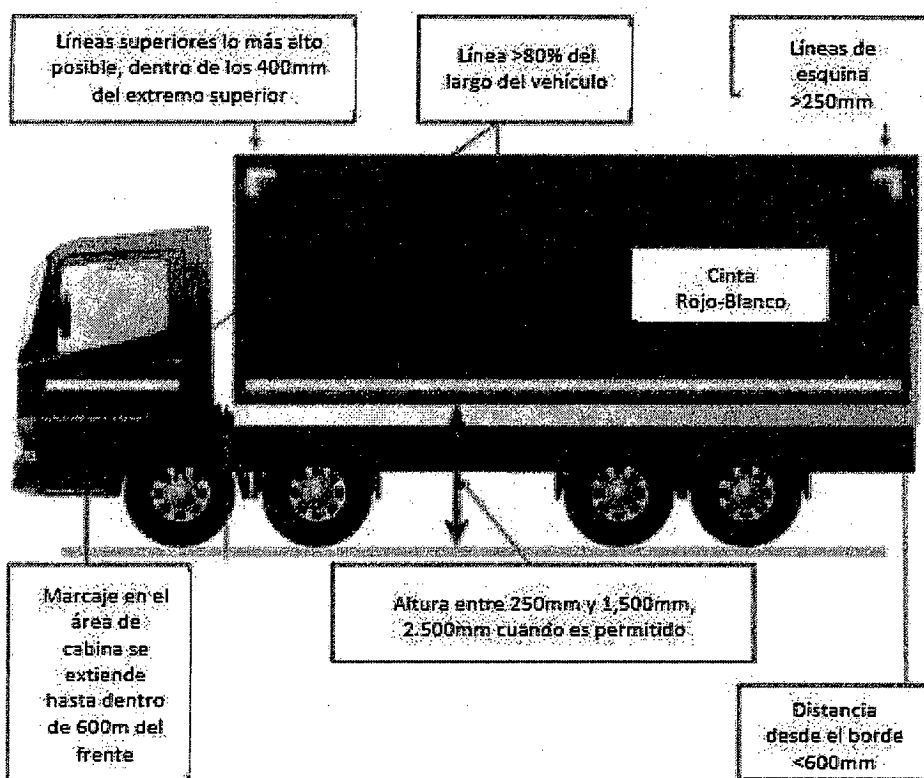 Líneas superiores lo más alto
posible, dentro de los 400mm
del extremo superior
Línea >80% del
largo del vehículo
Líneas de
esquina
>250mm
Cinta
Rojo-Blanco
Marcaje en el
área de
cabina se
extiende
hasta dentro
de 600m del
frente
Altura entre 250mm y 1,500mm,
2.500mm cuando es permitido
Distancia
desde el borde
<600mm